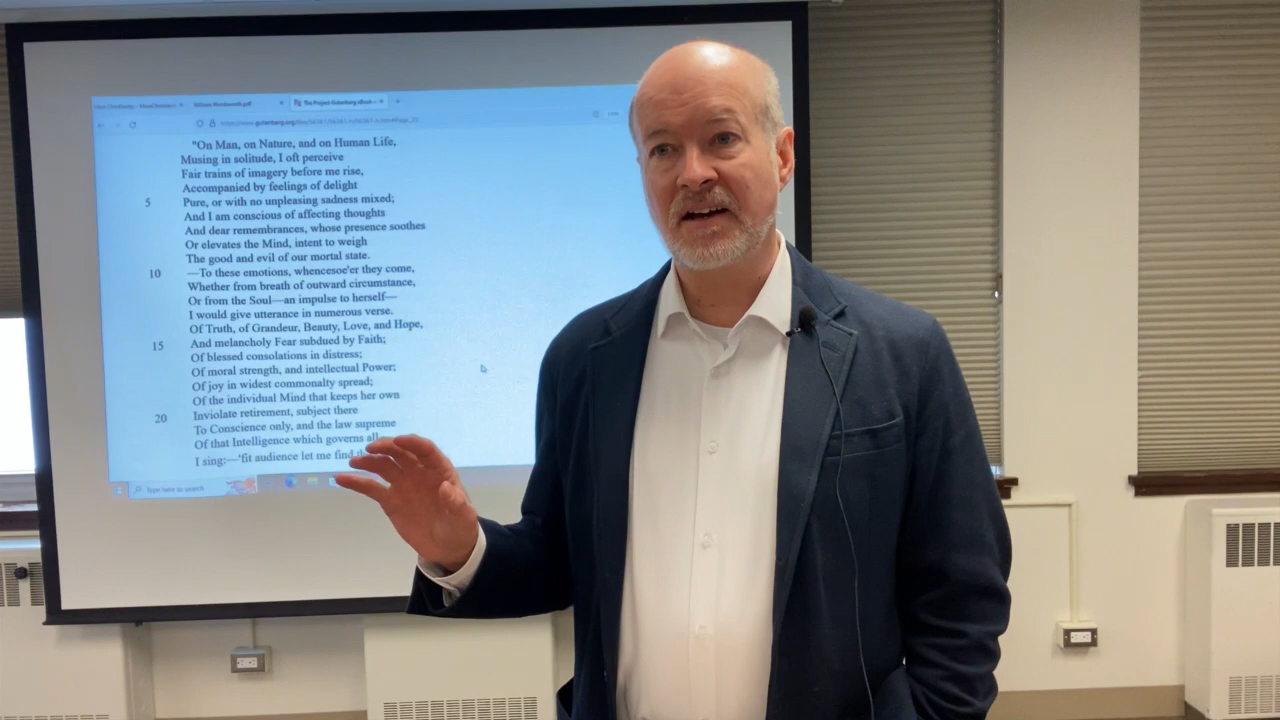 William Wordsworth.pdf
The Project Gutenberg eBook
"On Man, on Nature, and on Human Life,
Musing in solitude, I oft perceive
Fair trains of imagery before me rise,
Accompanied by feelings of delight
5 Pure, or with no unpleasing sadness mixed;
And I am conscious of affecting thoughts
And dear remembrances, whose presence soothes
Or elevates the Mind, intent to weigh
The good and evil of our mortal state.
10 —To these emotions, whencesoe'er they come,
Whether from breath of outward circumstance,
Or from the Soul—an impulse to herself—
I would give utterance in numerous verse.
Of Truth, of Grandeur, Beauty, Love, and Hope,
15 And melancholy Fear subdued by Faith;
Of blessed consolations in distress;
Of moral strength, and intellectual Power;
Of joy in widest commonalty spread;
Of the individual Mind that keeps her own
20 Inviolate retirement, subject there
To Conscience only, and the law supreme
Of that Intelligence which governs all
I sing:—'fit audience let me find
Type here to search